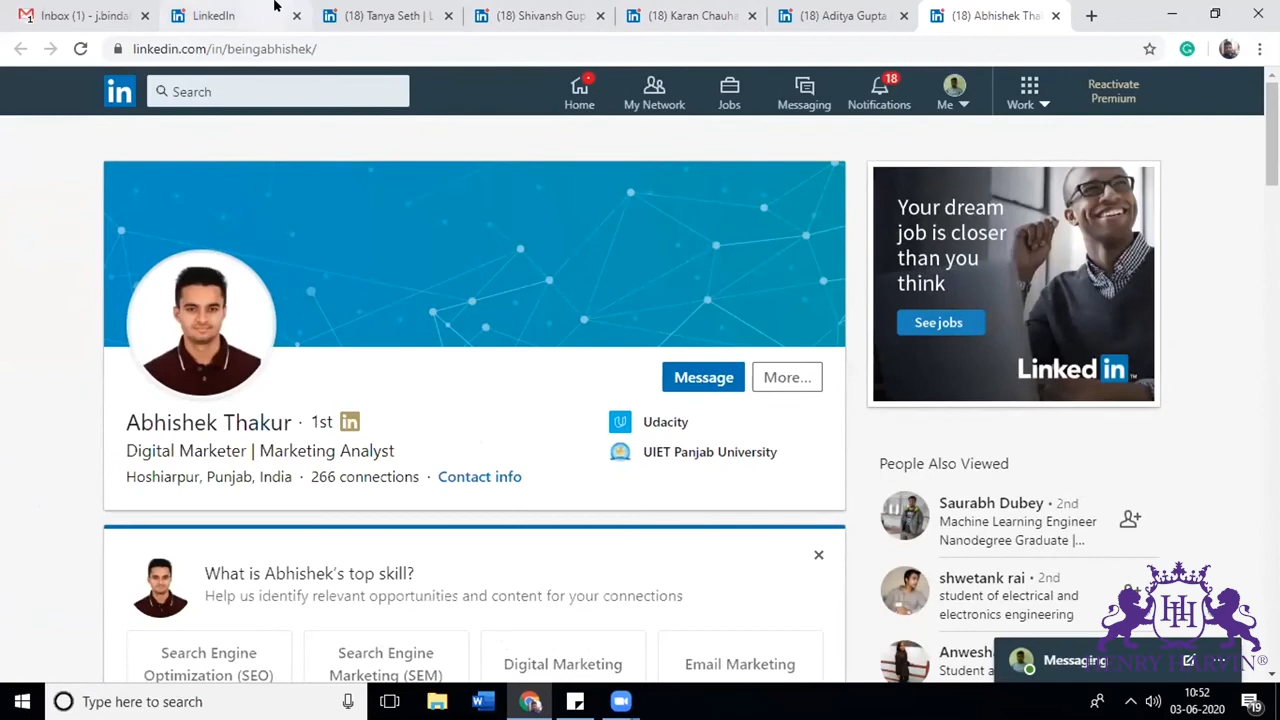 Inbox (1) - j.binda
LinkedIn
(18) Tanya Seth | L
(18) Shivansh Gup
(18) Karan Chauha
(18) Aditya Gupta
(18) Abhishek Tha
linkedin.com/in/beingabhishek/
in
Search
Home
My Network
Jobs
Messaging
18
Notifications
Me
Work
Reactivate
Premium
Your dream
job is closer
than you
think
See jobs
Linked in
Message
More...
Abhishek Thakur · 1st in
Digital Marketer | Marketing Analyst
Hoshiarpur, Punjab, India · 266 connections · Contact info
Udacity
UIET Panjab University
What is Abhishek's top skill?
Help us identify relevant opportunities and content for your connections
Search Engine
Optimization (SEO)
Search Engine
Marketing (SEM)
Digital Marketing
Email Marketing
People Also Viewed
Saurabh Dubey • 2nd
Machine Learning Engineer
Nanodegree Graduate |...
shwetank rai • 2nd
student of electrical and
electronics engineering
Anwesh
Student a
Messaging
HENRY HARVIN®
Type here to search
10:52
03-06-2020
19